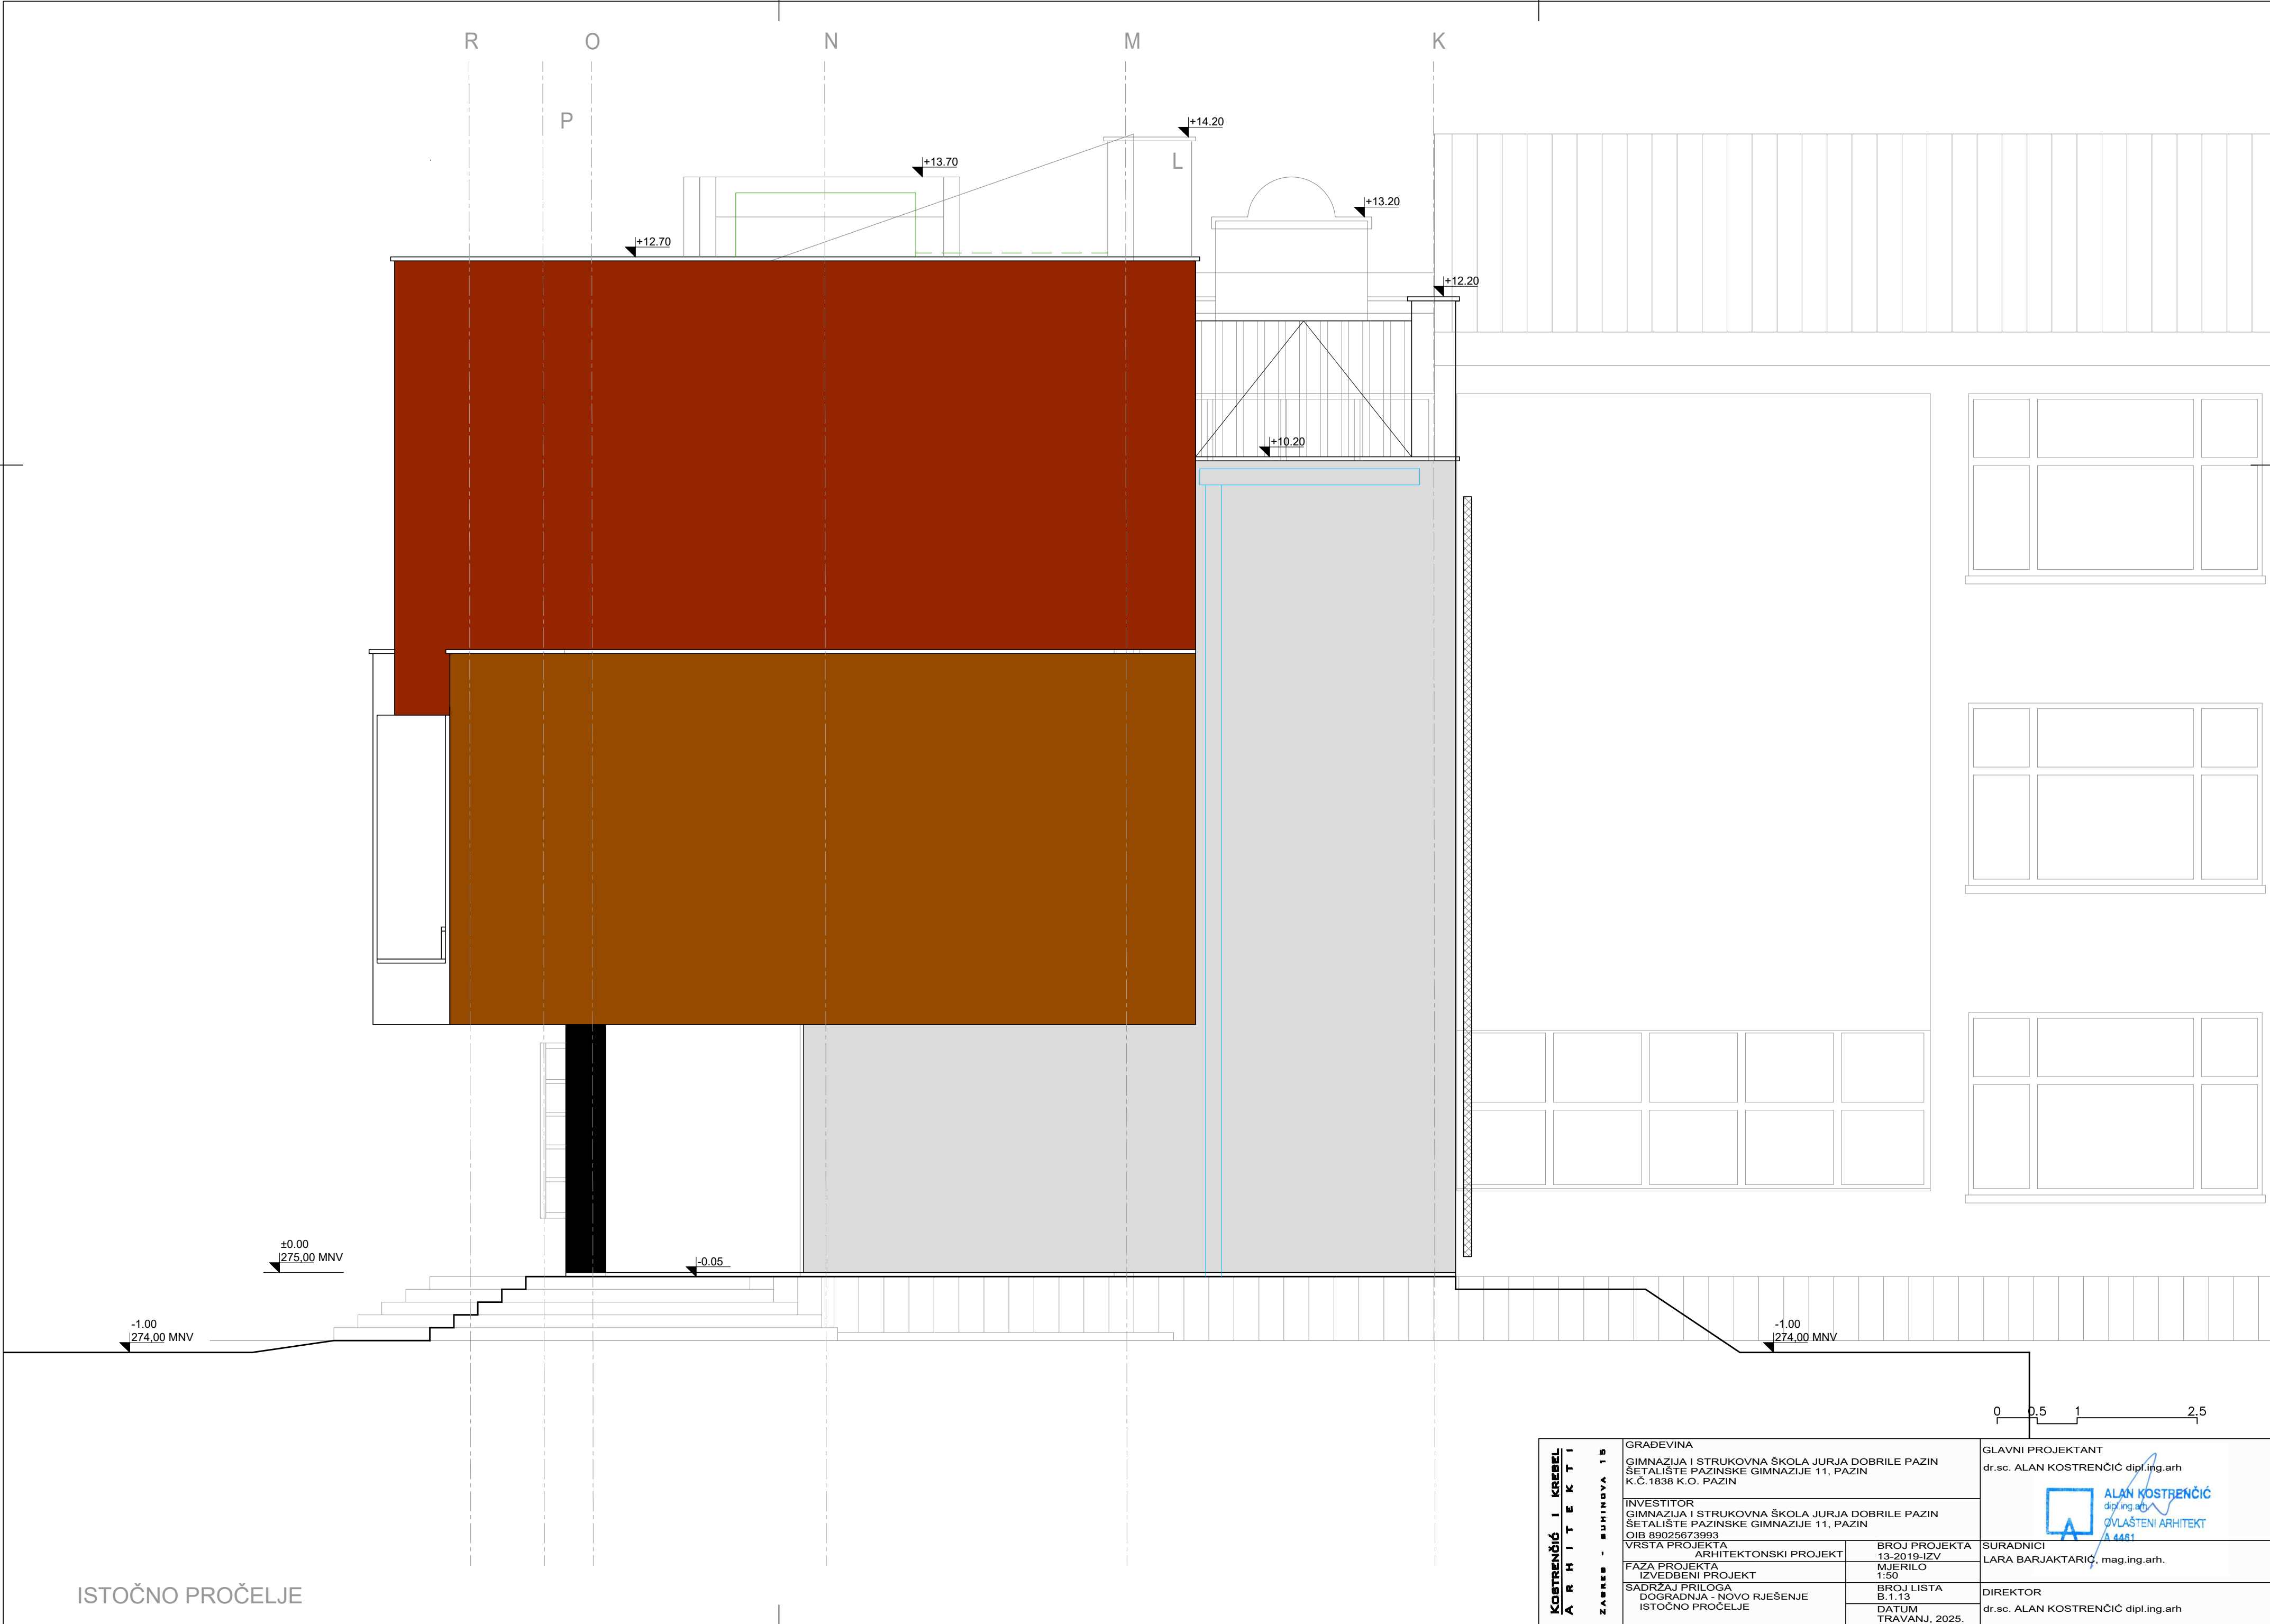 R
O
N
M
K
P
L
+14.20
+13.70
+13.20
+12.70
+12.20
+10.20
±0.00
275,00 MNV
-0.05
-1.00
274,00 MNV
-1.00
274,00 MNV
0 0.5 1 2.5
ISTOČNO PROČELJE
KOSTRENČIĆ I KREBEL
ARHITEKTI
ZAGREB - BUHINOVA 15
GRAĐEVINA
GIMNAZIJA I STRUKOVNA ŠKOLA JURJA DOBRILE PAZIN
ŠETALIŠTE PAZINSKE GIMNAZIJE 11, PAZIN
K.Č.1838 K.O. PAZIN
INVESTITOR
GIMNAZIJA I STRUKOVNA ŠKOLA JURJA DOBRILE PAZIN
ŠETALIŠTE PAZINSKE GIMNAZIJE 11, PAZIN
OIB 89025673993
VRSTA PROJEKTA
ARHITEKTONSKI PROJEKT
BROJ PROJEKTA
13-2019-IZV
FAZA PROJEKTA
IZVEDBENI PROJEKT
MJERILO
1:50
SADRŽAJ PRILOGA
DOGRADNJA - NOVO RJEŠENJE
ISTOČNO PROČELJE
BROJ LISTA
B.1.13
DATUM
TRAVANJ, 2025.
GLAVNI PROJEKTANT
dr.sc. ALAN KOSTRENČIĆ dipl.ing.arh
ALAN KOSTRENČIĆ
dipl.ing.arh.
OVLAŠTENI ARHITEKT
A 4461
SURADNICI
LARA BARJAKTARIĆ, mag.ing.arh.
DIREKTOR
dr.sc. ALAN KOSTRENČIĆ dipl.ing.arh